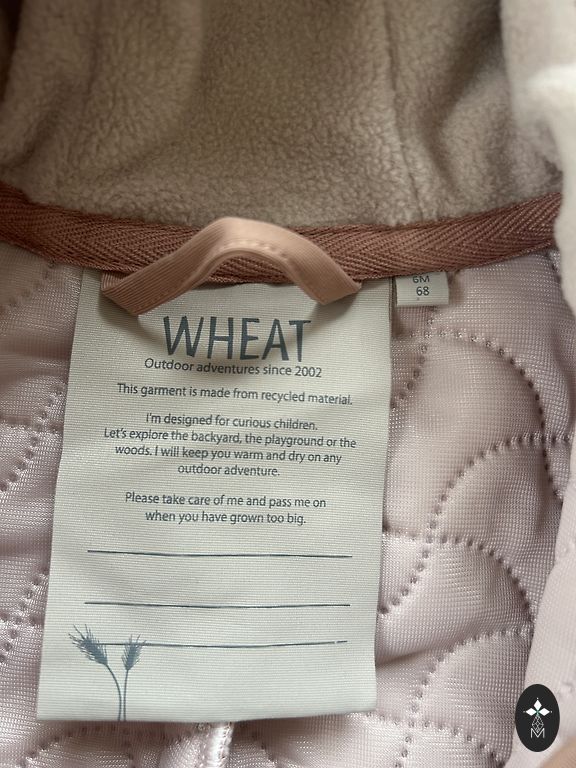 6M
68
WHEAT
Outdoor adventures since 2002
This garment is made from recycled material.
I'm designed for curious children.
Let's explore the backyard, the playground or the
woods. I will keep you warm and dry on any
outdoor adventure.
Please take care of me and pass me on
when you have grown too big.